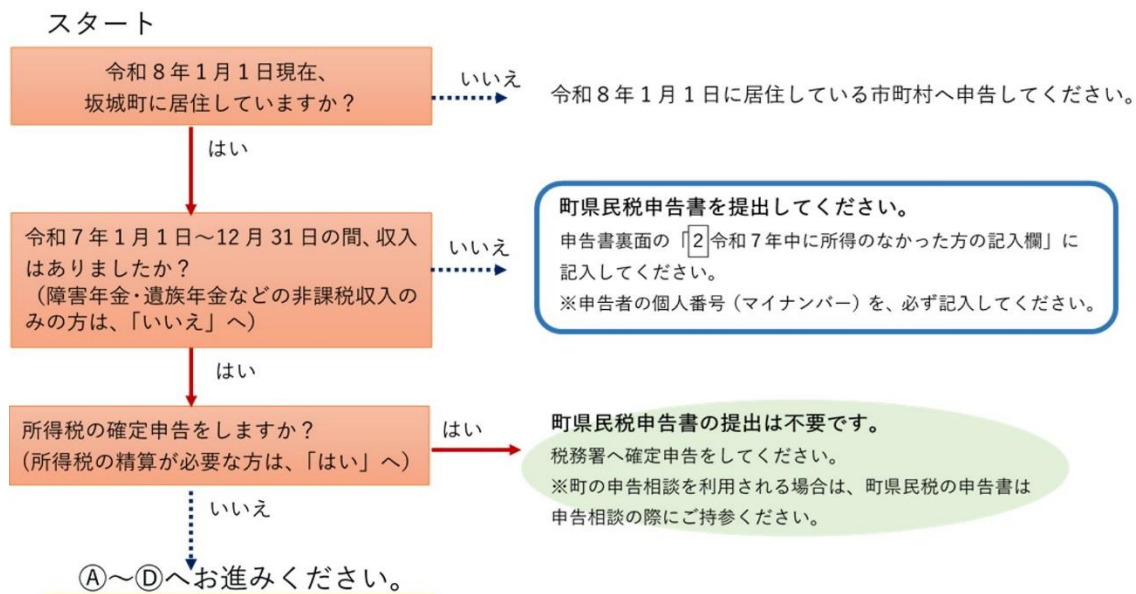 スタート
令和８年１月１日現在、
坂城町に居住していますか？
いいえ
令和８年１月１日に居住している市町村へ申告してください。
はい
令和７年１月１日～12 月 31 日の間、収入
はありましたか？
（障害年金・遺族年金などの非課税収入の
みの方は、「いいえ」へ）
いいえ
町県民税申告書を提出してください。
申告書裏面の「2 令和７年中に所得のなかった方の記入欄」に
記入してください。
※申告者の個人番号（マイナンバー）を、必ず記入してください。
はい
所得税の確定申告をしますか？
(所得税の精算が必要な方は、「はい」へ）
はい
町県民税申告書の提出は不要です。
税務署へ確定申告をしてください。
※町の申告相談を利用される場合は、町県民税の申告書は
申告相談の際にご持参ください。
いいえ
Ⓐ～Ⓓへお進みください。